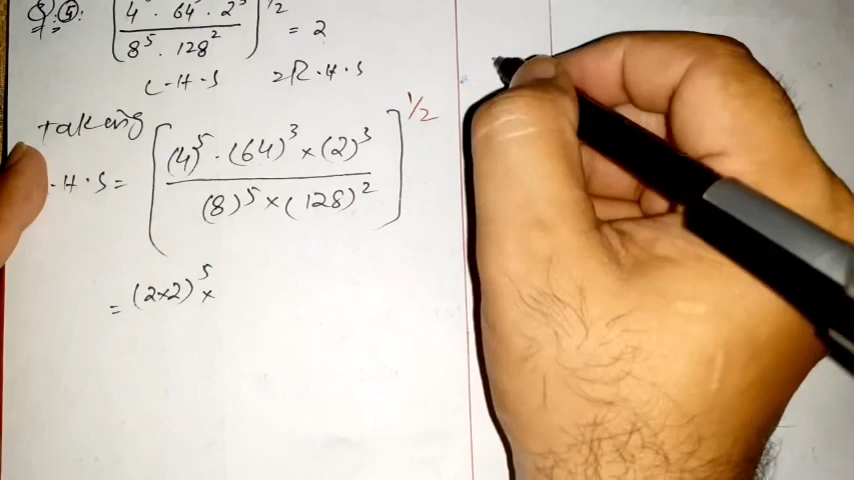 Q:5: [4⁵ · 64³ · 2³ / 8⁵ · 128²]^1/2 = 2
L·H·S 2R·H·S
Taking
·H·S = [(4)⁵ · (64)³ × (2)³ / (8)⁵ × (128)²]^1/2
= (2×2)⁵ ×